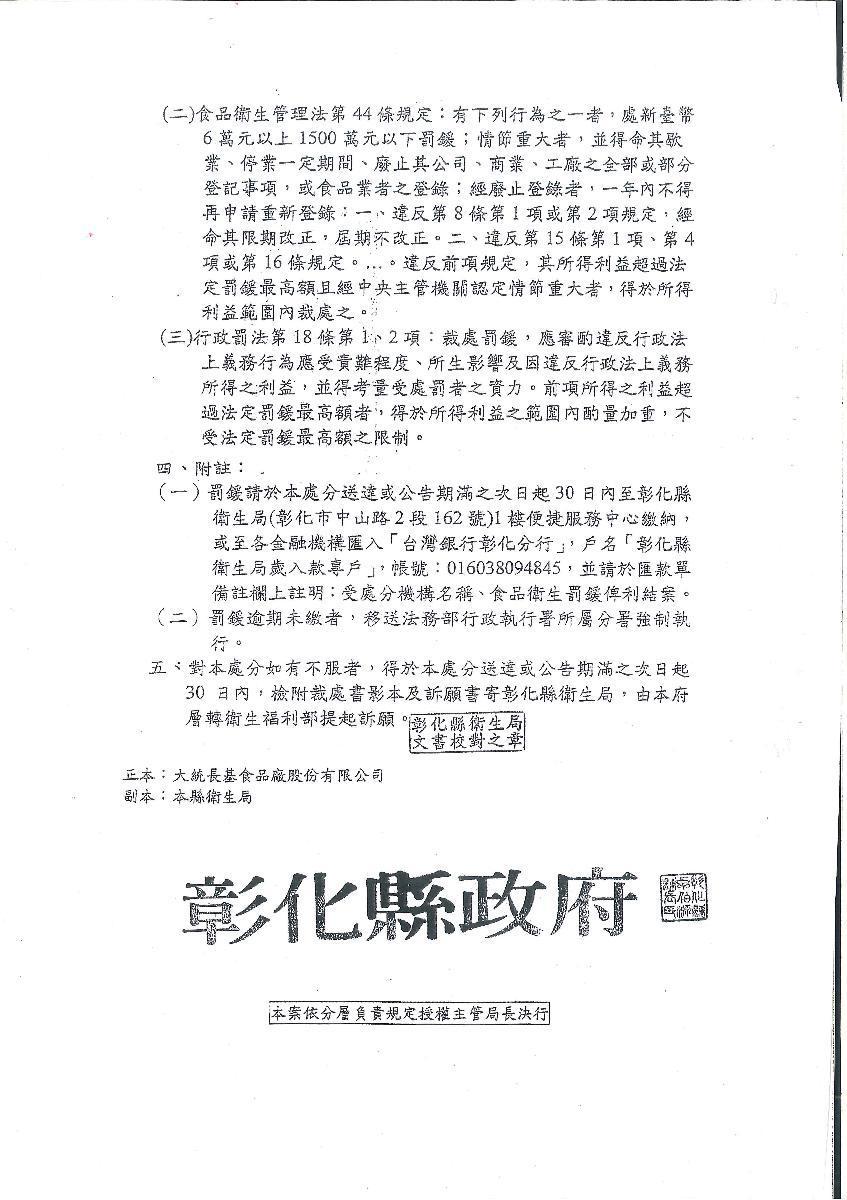 (二)食品衛生管理法第 44 條規定：有下列行為之一者，處新臺幣
6 萬元以上 1500 萬元以下罰鍰；情節重大者，並得命其歇
業、停業一定期間、廢止其公司、商業、工廠之全部或部分
登記事項，或食品業者之登錄；經廢止登錄者，一年內不得
再申請重新登錄：一、違反第 8 條第 1 項或第 2 項規定，經
命其限期改正，屆期不改正。二、違反第 15 條第 1 項、第 4
項或第 16 條規定。…。違反前項規定，其所得利益超過法
定罰鍰最高額且經中央主管機關認定情節重大者，得於所得
利益範圍內裁處之。
(三)行政罰法第 18 條第 1、2 項：裁處罰鍰，應審酌違反行政法
上義務行為應受責難程度、所生影響及因違反行政法上義務
所得之利益，並得考量受處罰者之資力。前項所得之利益超
過法定罰鍰最高額者，得於所得利益之範圍內酌量加重，不
受法定罰鍰最高額之限制。
四、附註：
(一) 罰鍰請於本處分送達或公告期滿之次日起 30 日內至彰化縣
衛生局(彰化市中山路 2 段 162 號)1 樓便捷服務中心繳納，
或至各金融機構匯入「台灣銀行彰化分行」，戶名「彰化縣
衛生局歲入款專戶」，帳號：016038094845，並請於匯款單
備註欄上註明：受處分機構名稱、食品衛生罰鍰俾利結案。
(二) 罰鍰逾期未繳者，移送法務部行政執行署所屬分署強制執
行。
五、對本處分如有不服者，得於本處分送達或公告期滿之次日起
30 日內，檢附裁處書影本及訴願書寄彰化縣衛生局，由本府
層轉衛生福利部提起訴願。
彰化縣衛生局
文書校對之章
正本：大統長基食品廠股份有限公司
副本：本縣衛生局
彰化縣政府
本案依分層負責規定授權主管局長決行